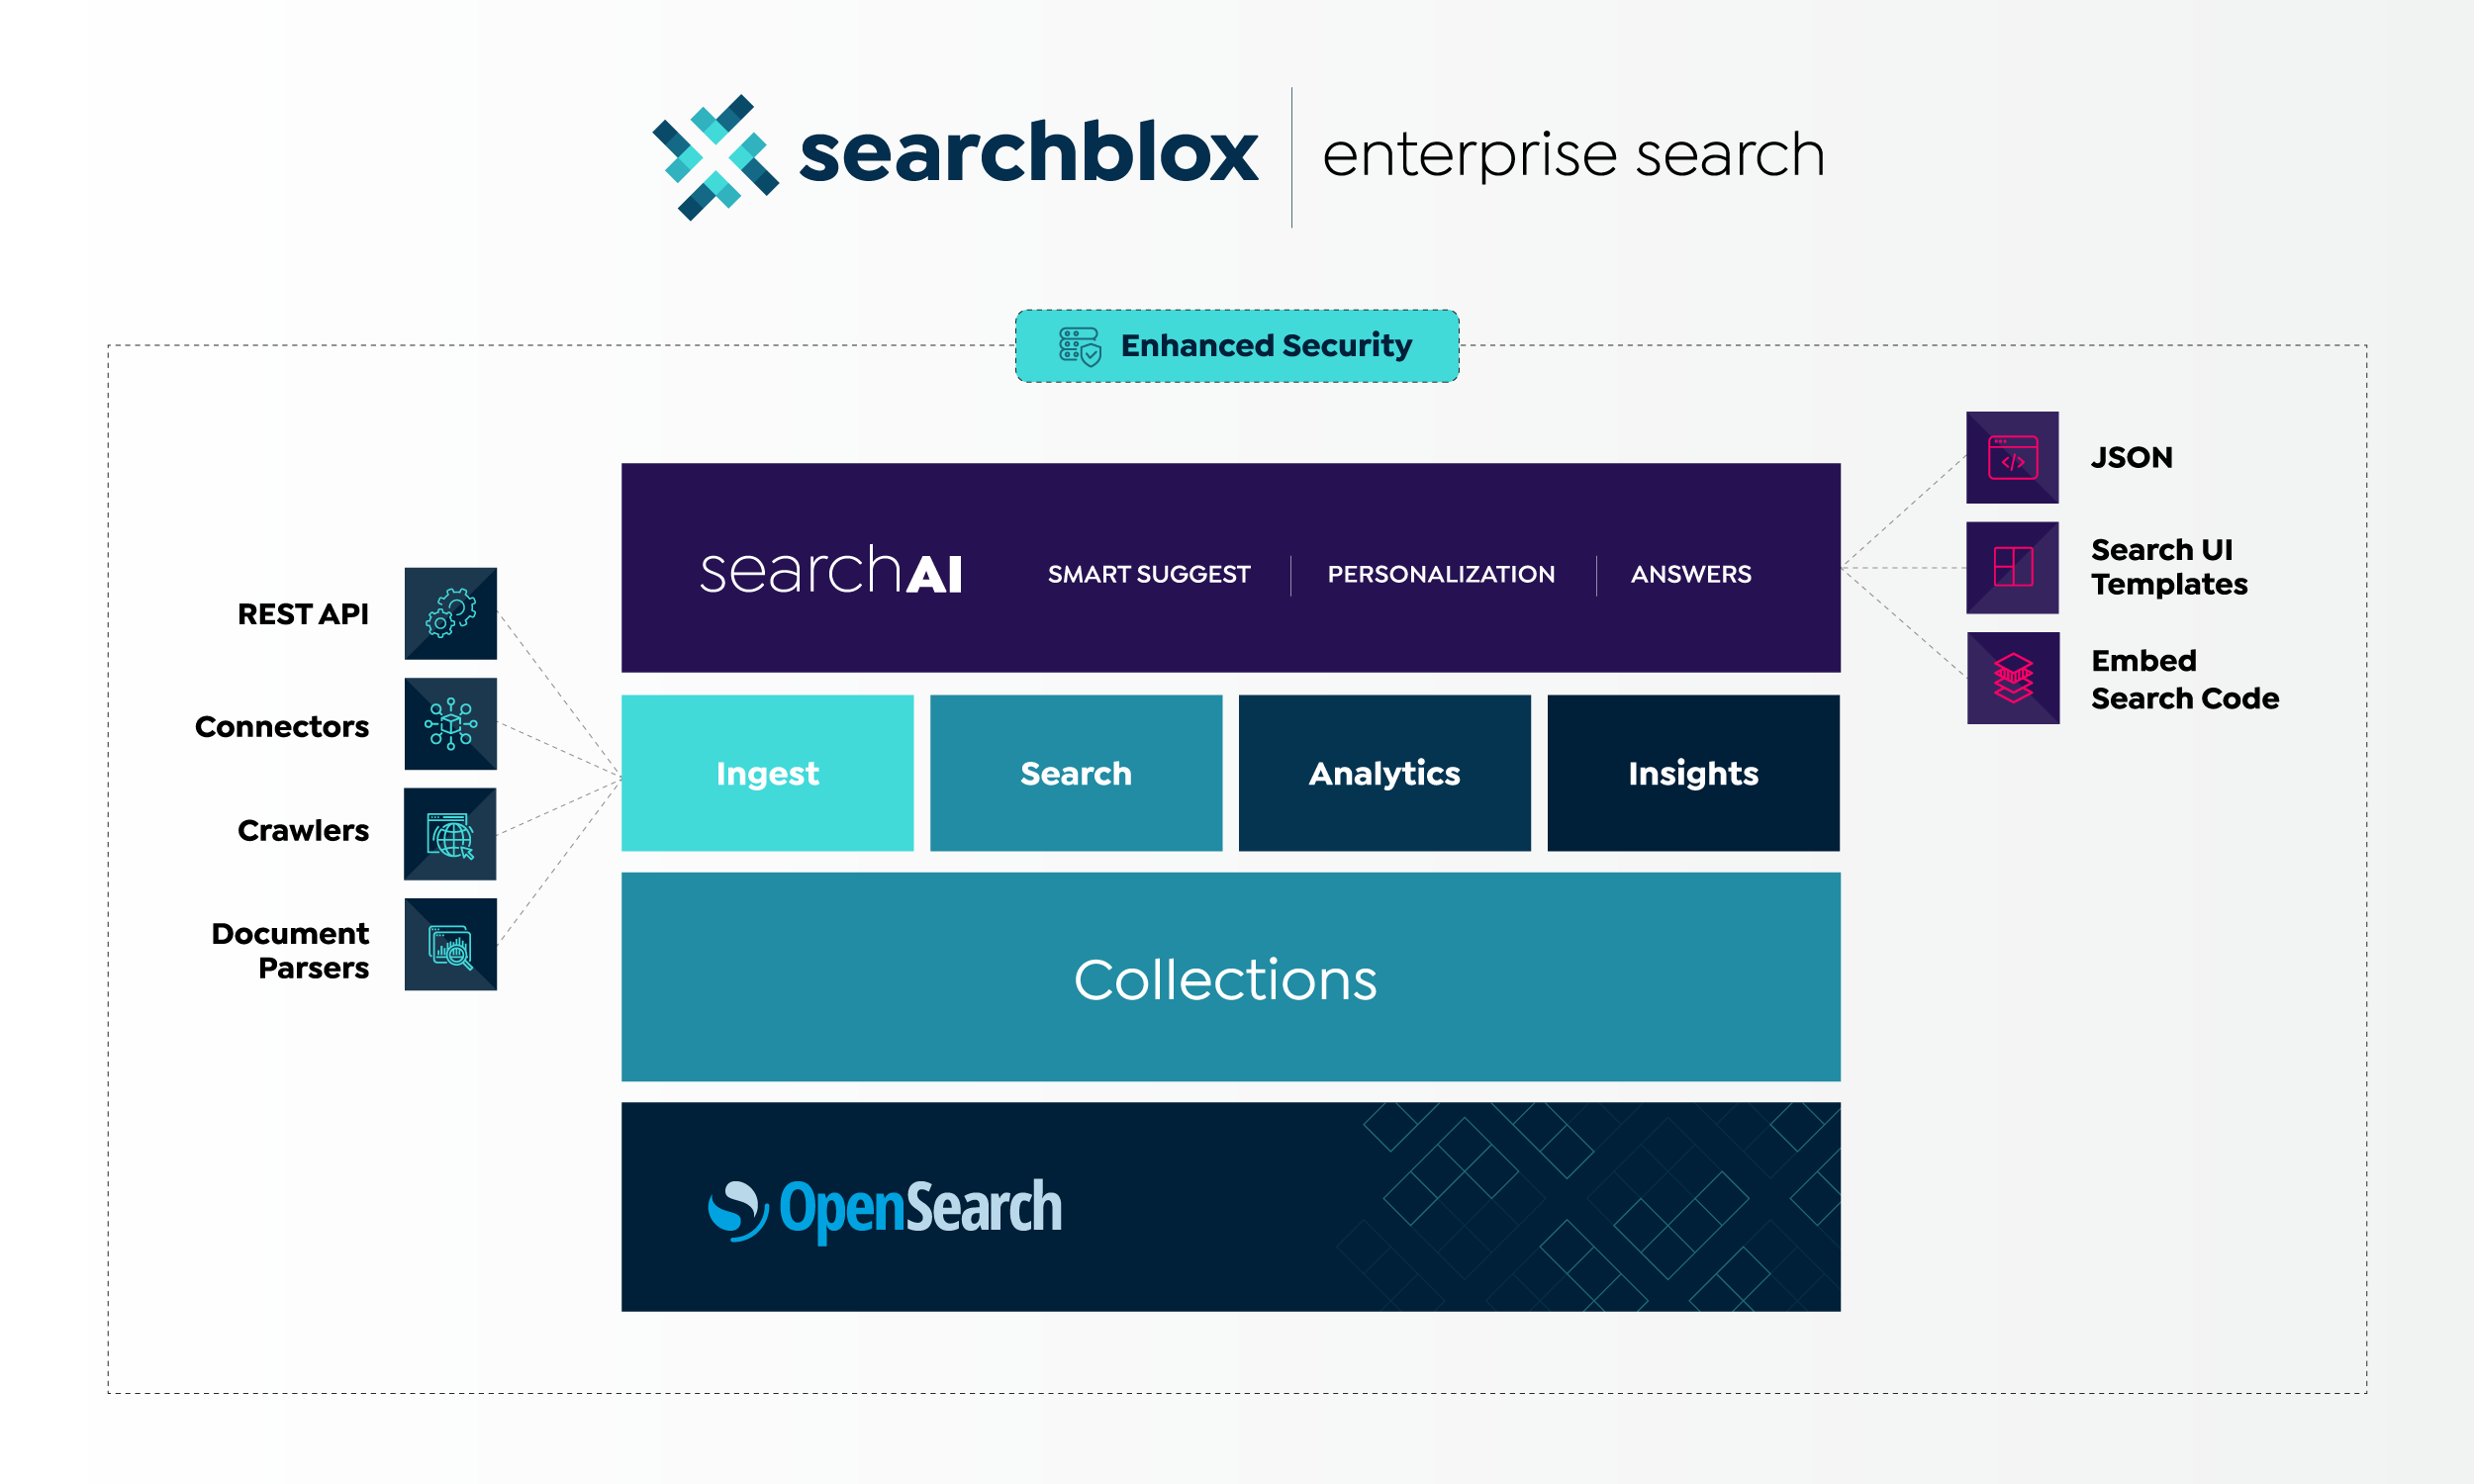 searchblox
enterprise search
Enhanced Security
REST API
Connectors
Crawlers
Document
Parsers
searchAI
SMART SUGGEST
PERSONALIZATION
ANSWERS
Ingest
Search
Analytics
Insights
Collections
OpenSearch
JSON
Search UI
Templates
Embed
Search Code